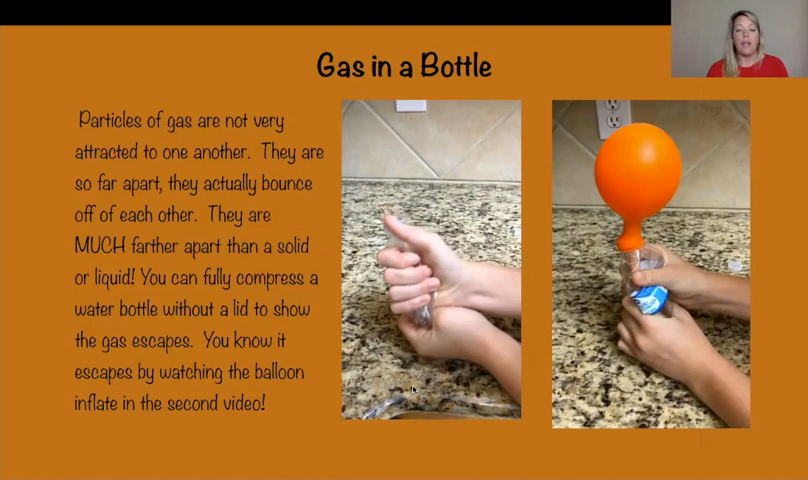 Gas in a Bottle
Particles of gas are not very
attracted to one another. They are
so far apart, they actually bounce
off of each other. They are
MUCH farther apart than a solid
or liquid! You can fully compress a
water bottle without a lid to show
the gas escapes. You know it
escapes by watching the balloon
inflate in the second video!